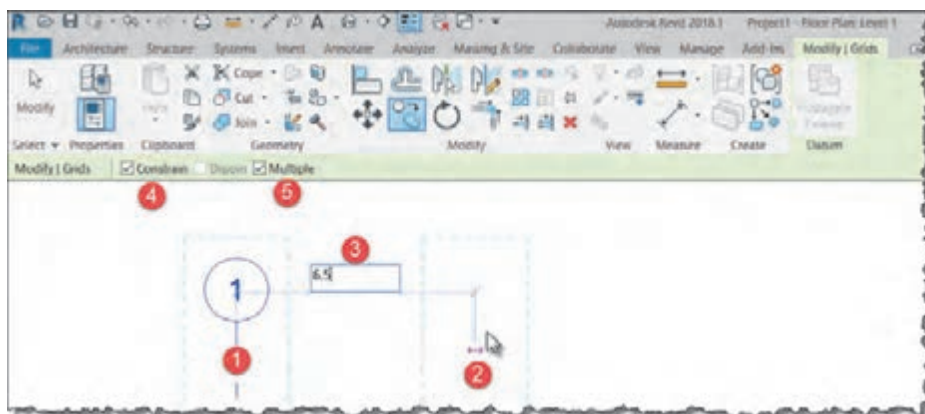 Autodesk Revit 2018.1 Project1 - Floor Plan: Level 1
File Architecture Structure Systems Insert Annotate Analyze Massing & Site Collaborate View Manage Add-Ins Modify | Grids
Modify Cope
Cut
Join
Select Properties Clipboard Geometry Modify View Measure Create Datum
Modify | Grids Constrain Disjoin Multiple
4 5
3
1 6.5
1 2